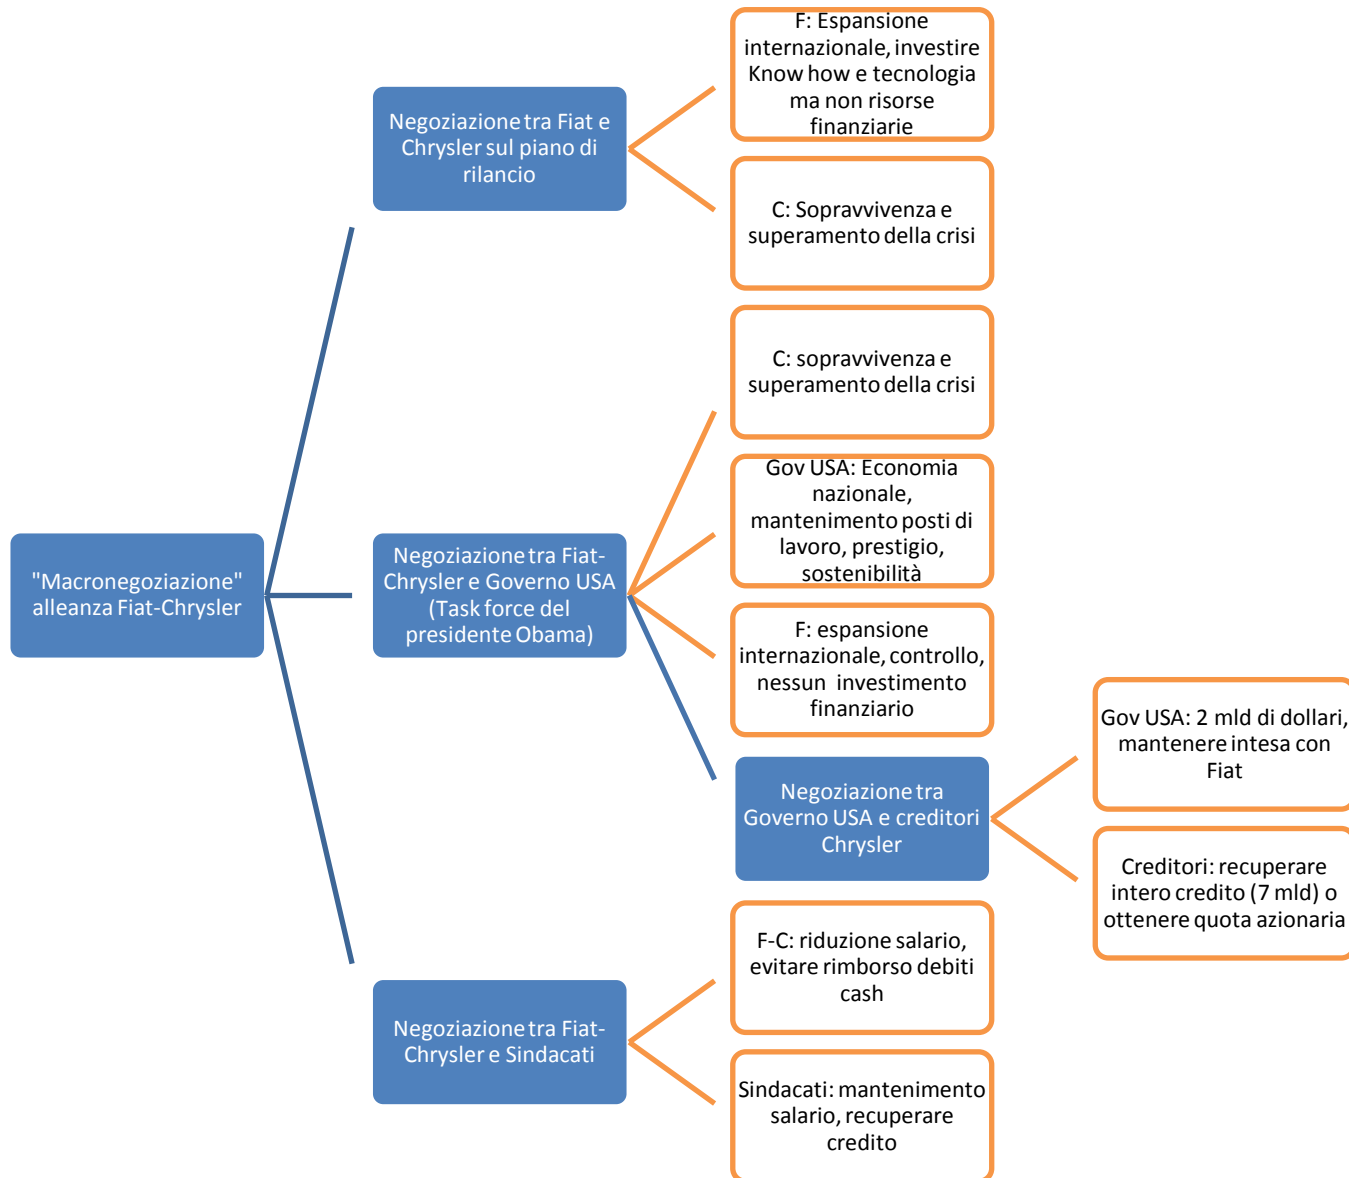 "Macronegoziazione"
alleanza Fiat-Chrysler
Negoziazione tra Fiat e
Chrysler sul piano di
rilancio
F: Espansione
internazionale, investire
Know how e tecnologia
ma non risorse
finanziarie
C: Sopravvivenza e
superamento della crisi
Negoziazione tra Fiat-
Chrysler e Governo USA
(Task force del
presidente Obama)
C: sopravvivenza e
superamento della crisi
Gov USA: Economia
nazionale,
mantenimento posti di
lavoro, prestigio,
sostenibilità
F: espansione
internazionale, controllo,
nessun investimento
finanziario
Negoziazione tra
Governo USA e creditori
Chrysler
Gov USA: 2 mld di dollari,
mantenere intesa con
Fiat
Creditori: recuperare
intero credito (7 mld) o
ottenere quota azionaria
Negoziazione tra Fiat-
Chrysler e Sindacati
F-C: riduzione salario,
evitare rimborso debiti
cash
Sindacati: mantenimento
salario, recuperare
credito